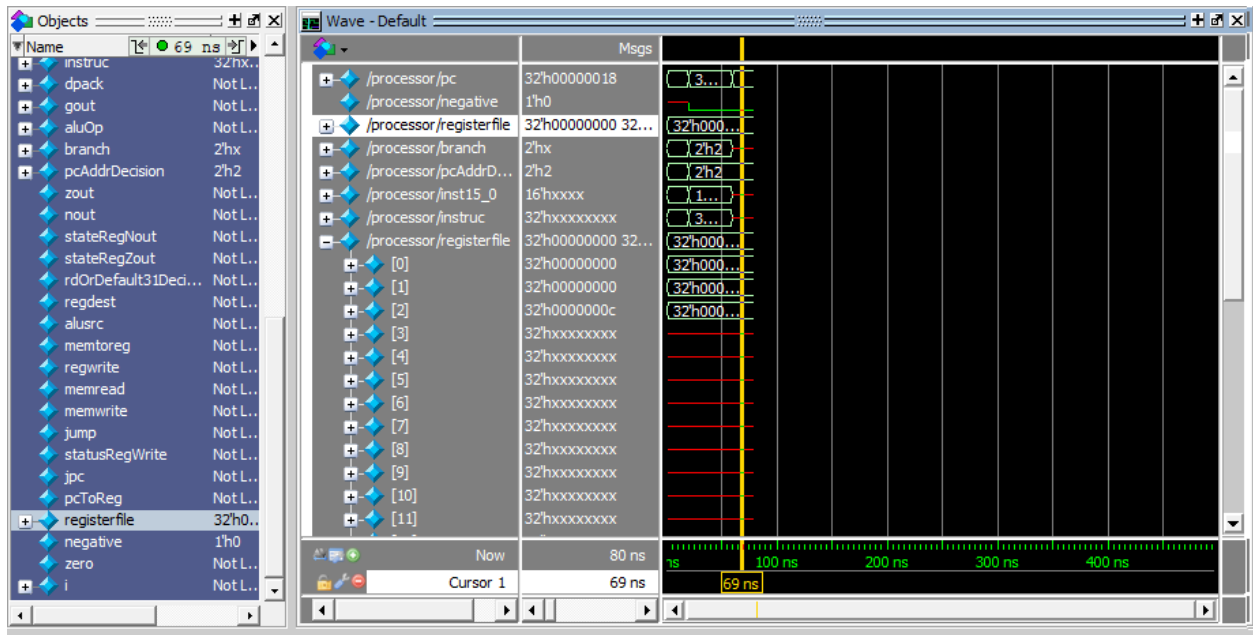 Objects
Name 69 ns
instruc 32'hx..
dpack Not L..
gout Not L..
aluOp Not L..
branch 2'hx
pcAddrDecision 2'h2
zout Not L..
nout Not L..
stateRegNout Not L..
stateRegZout Not L..
rdOrDefault31Deci... Not L..
regdest Not L..
alusrc Not L..
memtoreg Not L..
regwrite Not L..
memread Not L..
memwrite Not L..
jump Not L..
statusRegWrite Not L..
jpc Not L..
pcToReg Not L..
registerfile 32'h0..
negative 1'h0
zero Not L..
i Not L..
Wave - Default
Msgs
/processor/pc 32'h00000018 3...
/processor/negative 1'h0
/processor/registerfile 32'h00000000 32... 32'h000...
/processor/branch 2'hx 2'h2
/processor/pcAddrD... 2'h2 2'h2
/processor/inst15_0 16'hxxxx 1...
/processor/instruc 32'hxxxxxxxx 3...
/processor/registerfile 32'h00000000 32... 32'h000...
[0] 32'h00000000 32'h000...
[1] 32'h00000000 32'h000...
[2] 32'h0000000c 32'h000...
[3] 32'hxxxxxxxx
[4] 32'hxxxxxxxx
[5] 32'hxxxxxxxx
[6] 32'hxxxxxxxx
[7] 32'hxxxxxxxx
[8] 32'hxxxxxxxx
[9] 32'hxxxxxxxx
[10] 32'hxxxxxxxx
[11] 32'hxxxxxxxx
Now 80 ns ns 100 ns 200 ns 300 ns 400 ns
Cursor 1 69 ns 69 ns